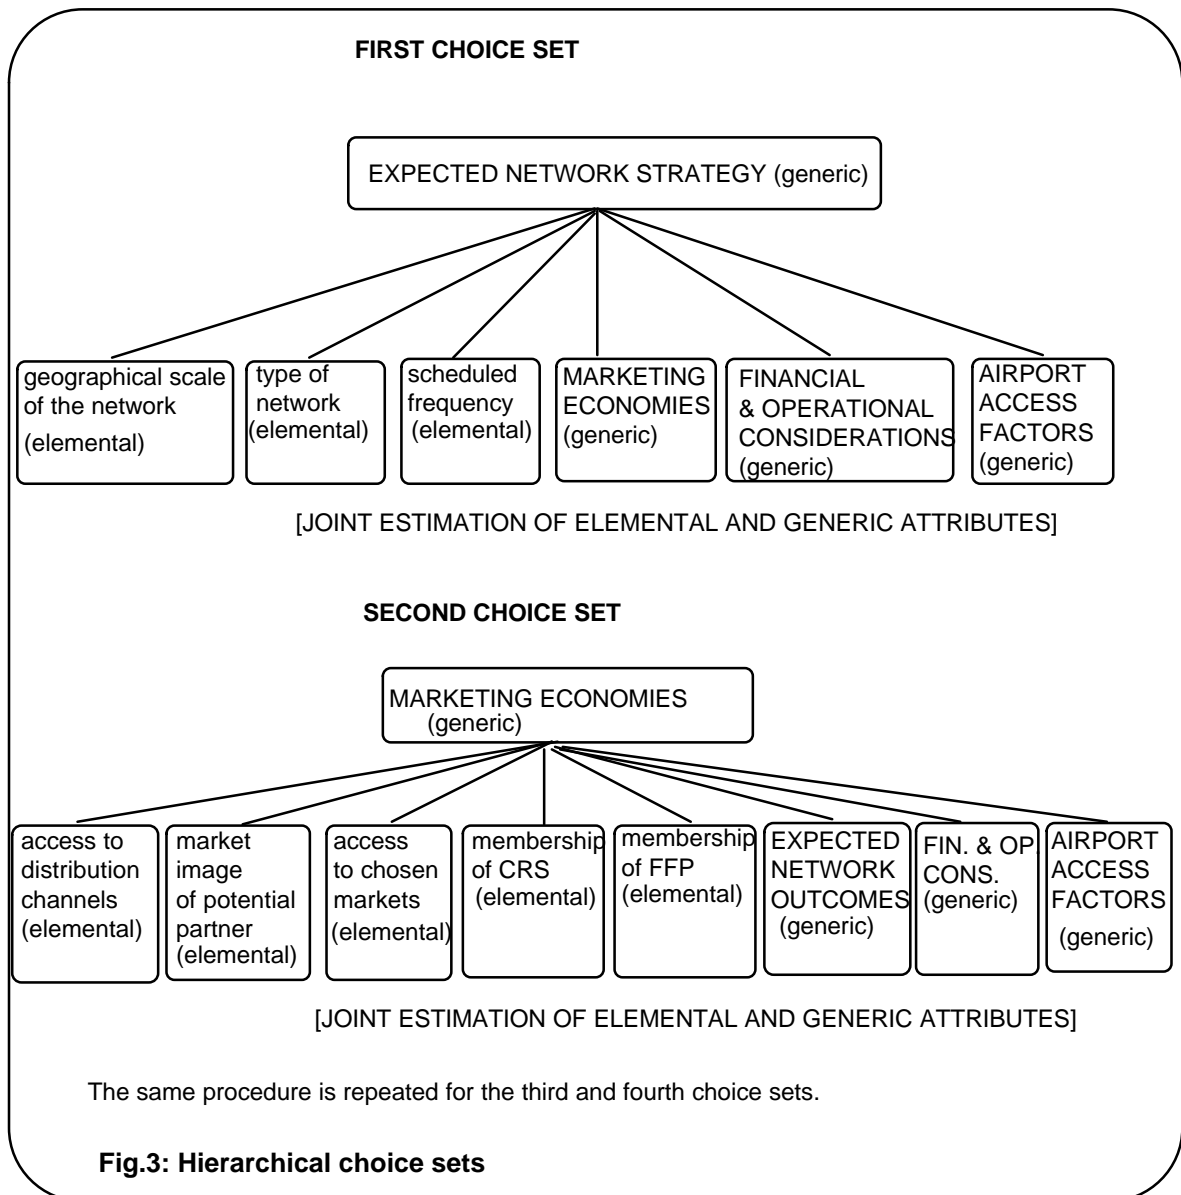 FIRST CHOICE SET
EXPECTED NETWORK STRATEGY (generic)
geographical scale
of the network
(elemental)
type of
network
(elemental)
scheduled
frequency
(elemental)
MARKETING
ECONOMIES
(generic)
FINANCIAL
& OPERATIONAL
CONSIDERATIONS
(generic)
AIRPORT
ACCESS
FACTORS
(generic)
[JOINT ESTIMATION OF ELEMENTAL AND GENERIC ATTRIBUTES]
SECOND CHOICE SET
MARKETING ECONOMIES
(generic)
access to
distribution
channels
(elemental)
market
image
of potential
partner
(elemental)
access
to chosen
markets
(elemental)
membership
of CRS
(elemental)
membership
of FFP
(elemental)
EXPECTED
NETWORK
OUTCOMES
(generic)
FIN. & OP.
CONS.
(generic)
AIRPORT
ACCESS
FACTORS
(generic)
[JOINT ESTIMATION OF ELEMENTAL AND GENERIC ATTRIBUTES]
The same procedure is repeated for the third and fourth choice sets.
Fig.3: Hierarchical choice sets